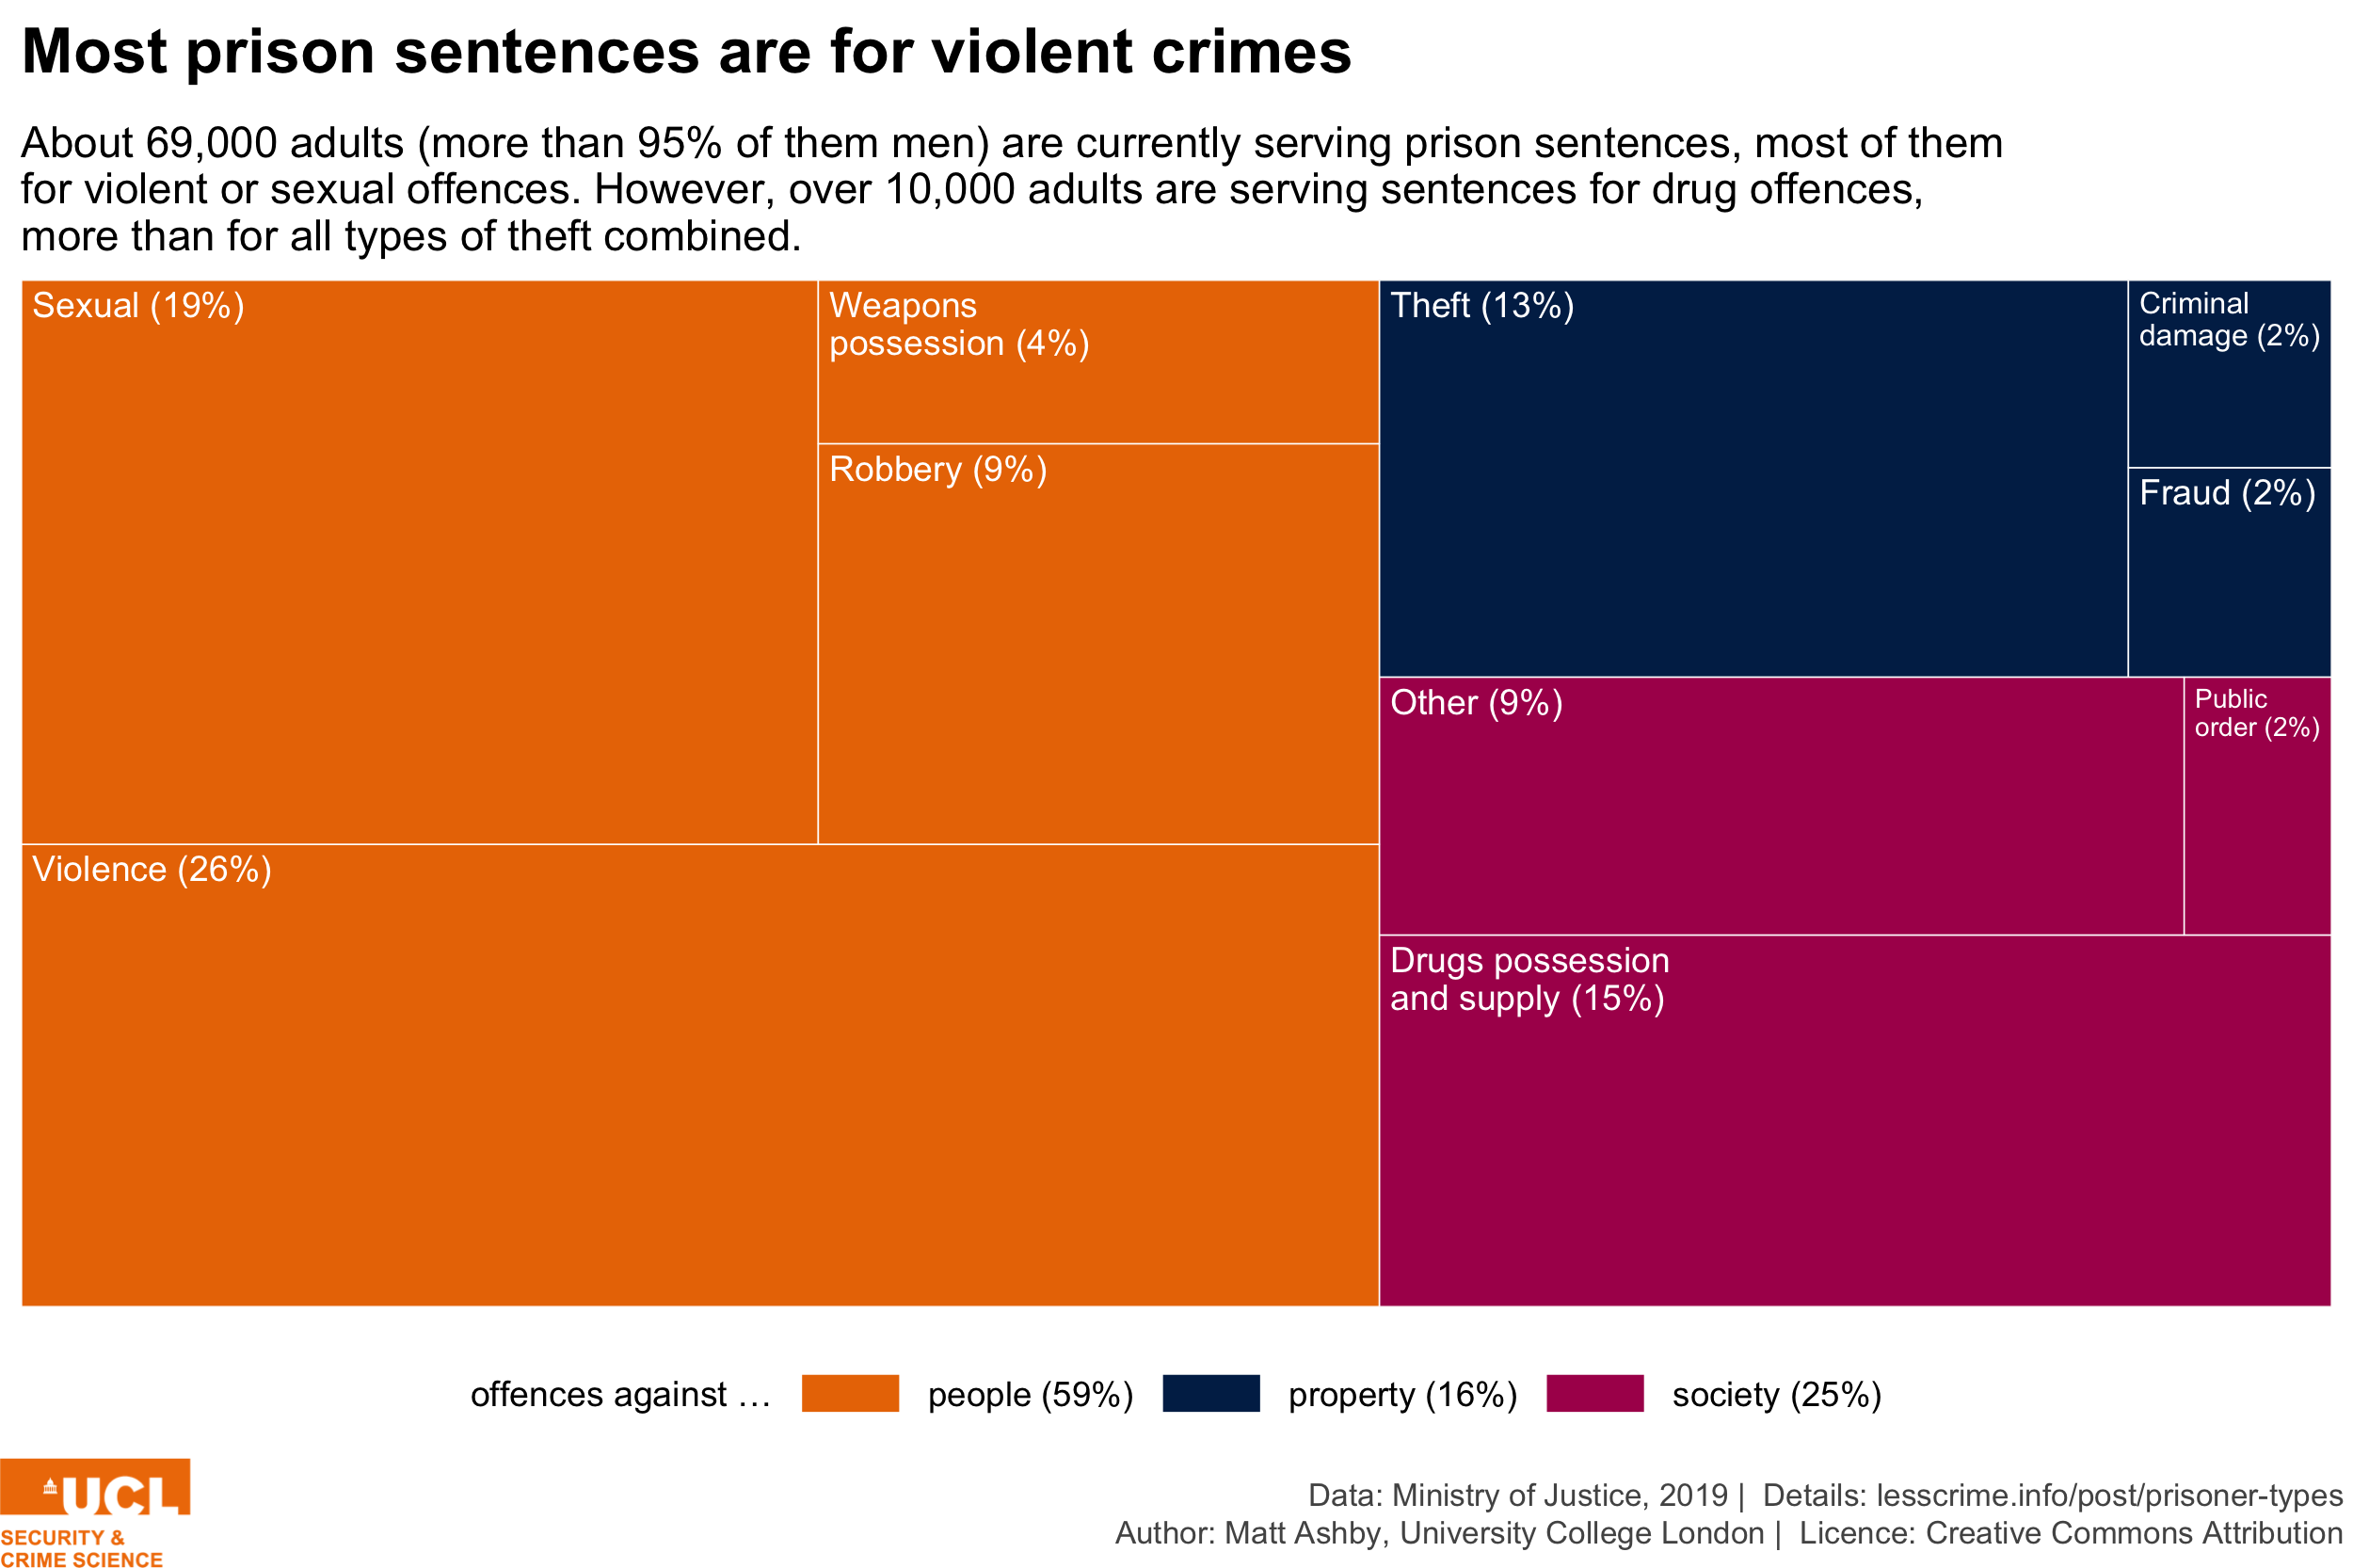 Most prison sentences are for violent crimes
About 69,000 adults (more than 95% of them men) are currently serving prison sentences, most of them
for violent or sexual offences. However, over 10,000 adults are serving sentences for drug offences,
more than for all types of theft combined.
Sexual (19%)
Weapons
possession (4%)
Robbery (9%)
Violence (26%)
Theft (13%)
Criminal
damage (2%)
Fraud (2%)
Other (9%)
Public
order (2%)
Drugs possession
and supply (15%)
offences against … people (59%) property (16%) society (25%)
UCL
SECURITY &
CRIME SCIENCE
Data: Ministry of Justice, 2019 | Details: lesscrime.info/post/prisoner-types
Author: Matt Ashby, University College London | Licence: Creative Commons Attribution